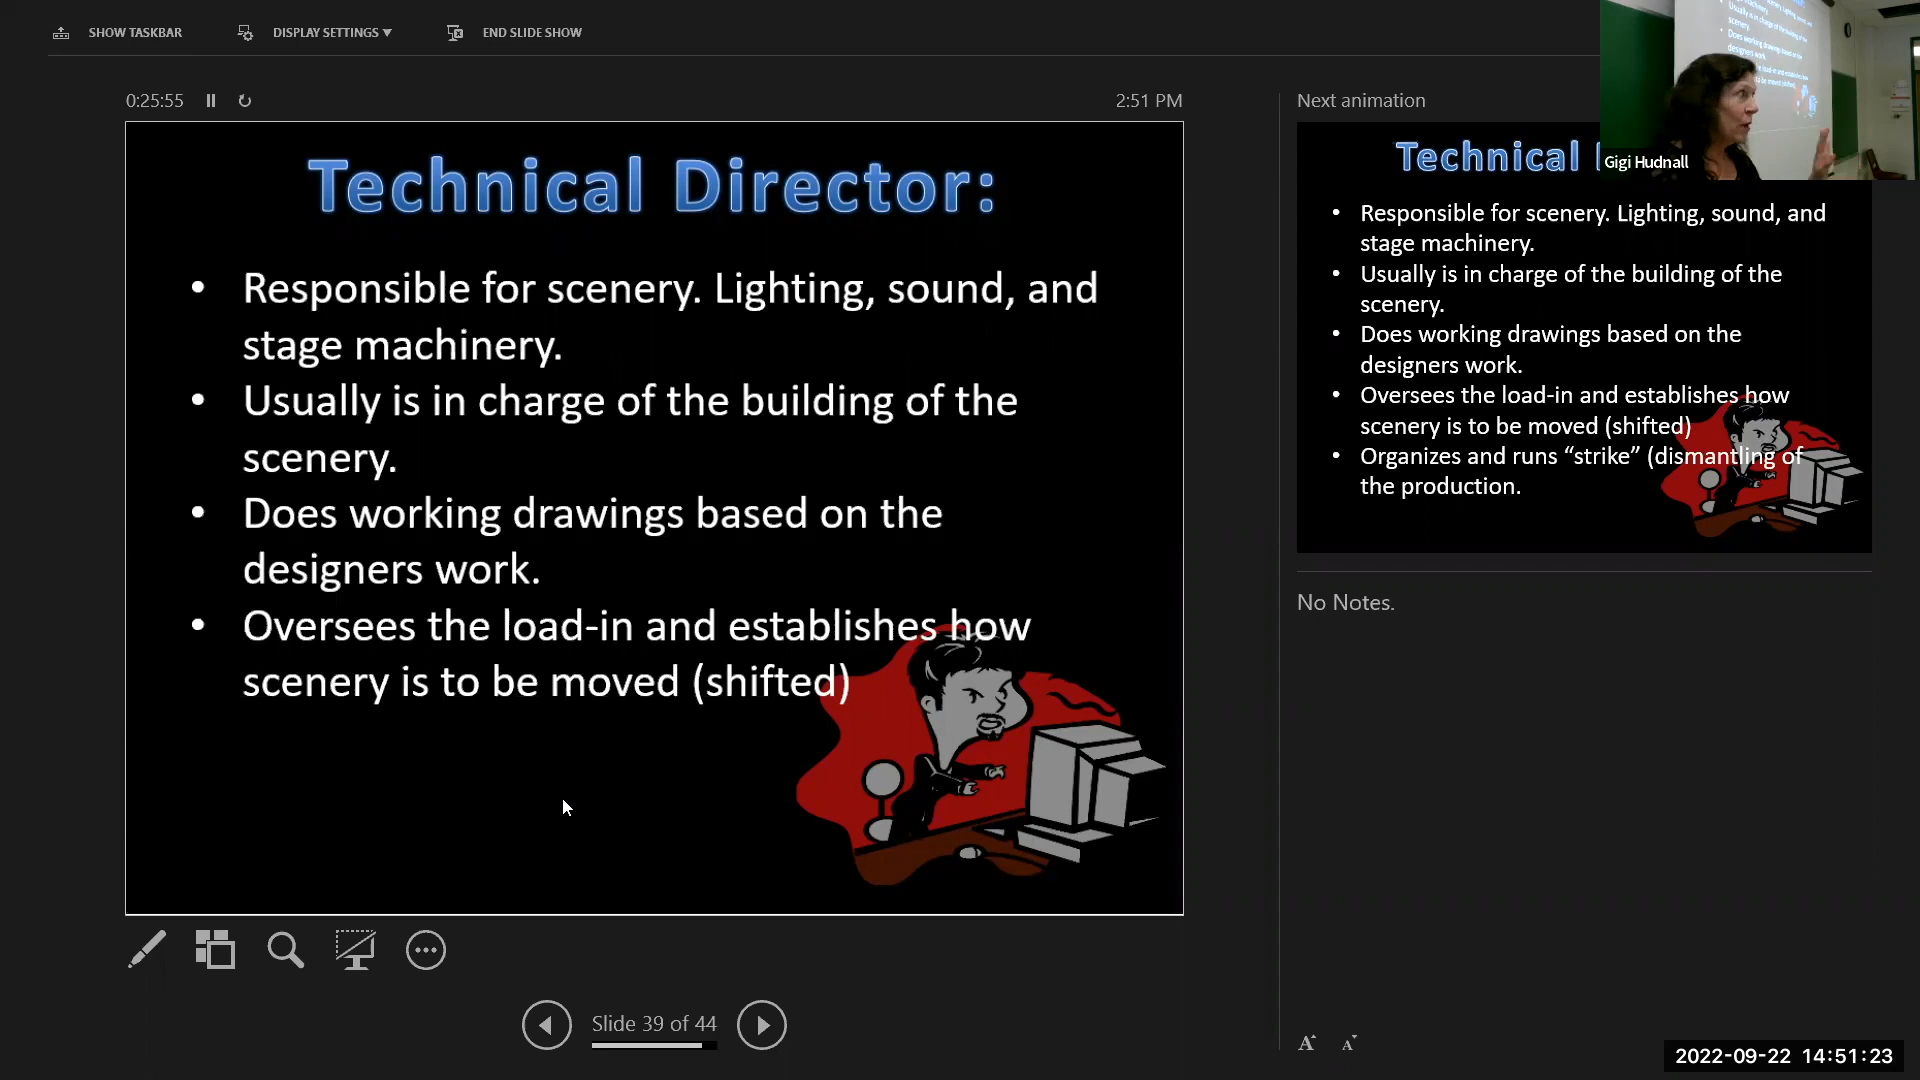 SHOW TASKBAR
DISPLAY SETTINGS ▼
END SLIDE SHOW
0:25:55
2:51 PM
Technical Director:
• Responsible for scenery. Lighting, sound, and
stage machinery.
• Usually is in charge of the building of the
scenery.
• Does working drawings based on the
designers work.
• Oversees the load-in and establishes how
scenery is to be moved (shifted)
Slide 39 of 44
Next animation
Technical
• Responsible for scenery. Lighting, sound, and
stage machinery.
• Usually is in charge of the building of the
scenery.
• Does working drawings based on the
designers work.
• Oversees the load-in and establishes how
scenery is to be moved (shifted)
• Organizes and runs “strike” (dismantling of
the production.
No Notes.
A A
Gigi Hudnall
2022-09-22 14:51:23